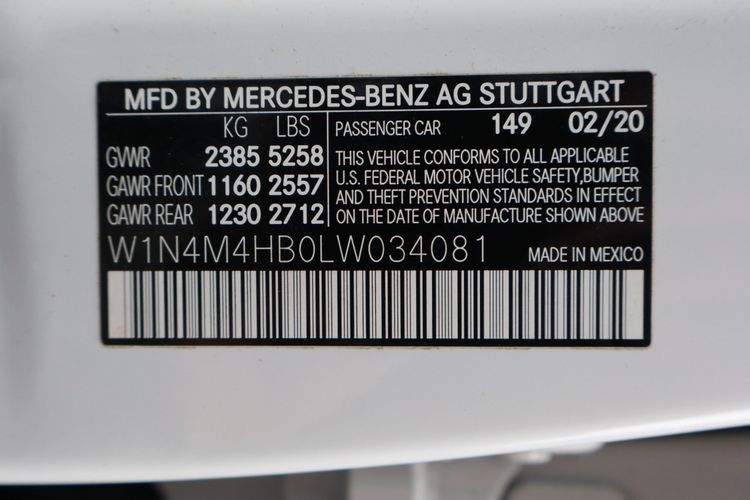 MFD BY MERCEDES-BENZ AG STUTTGART
KG LBS
GVWR 2385 5258
GAWR FRONT 1160 2557
GAWR REAR 1230 2712
PASSENGER CAR 149 02/20
THIS VEHICLE CONFORMS TO ALL APPLICABLE
U.S. FEDERAL MOTOR VEHICLE SAFETY,BUMPER
AND THEFT PREVENTION STANDARDS IN EFFECT
ON THE DATE OF MANUFACTURE SHOWN ABOVE
W1N4M4HB0LW034081
MADE IN MEXICO